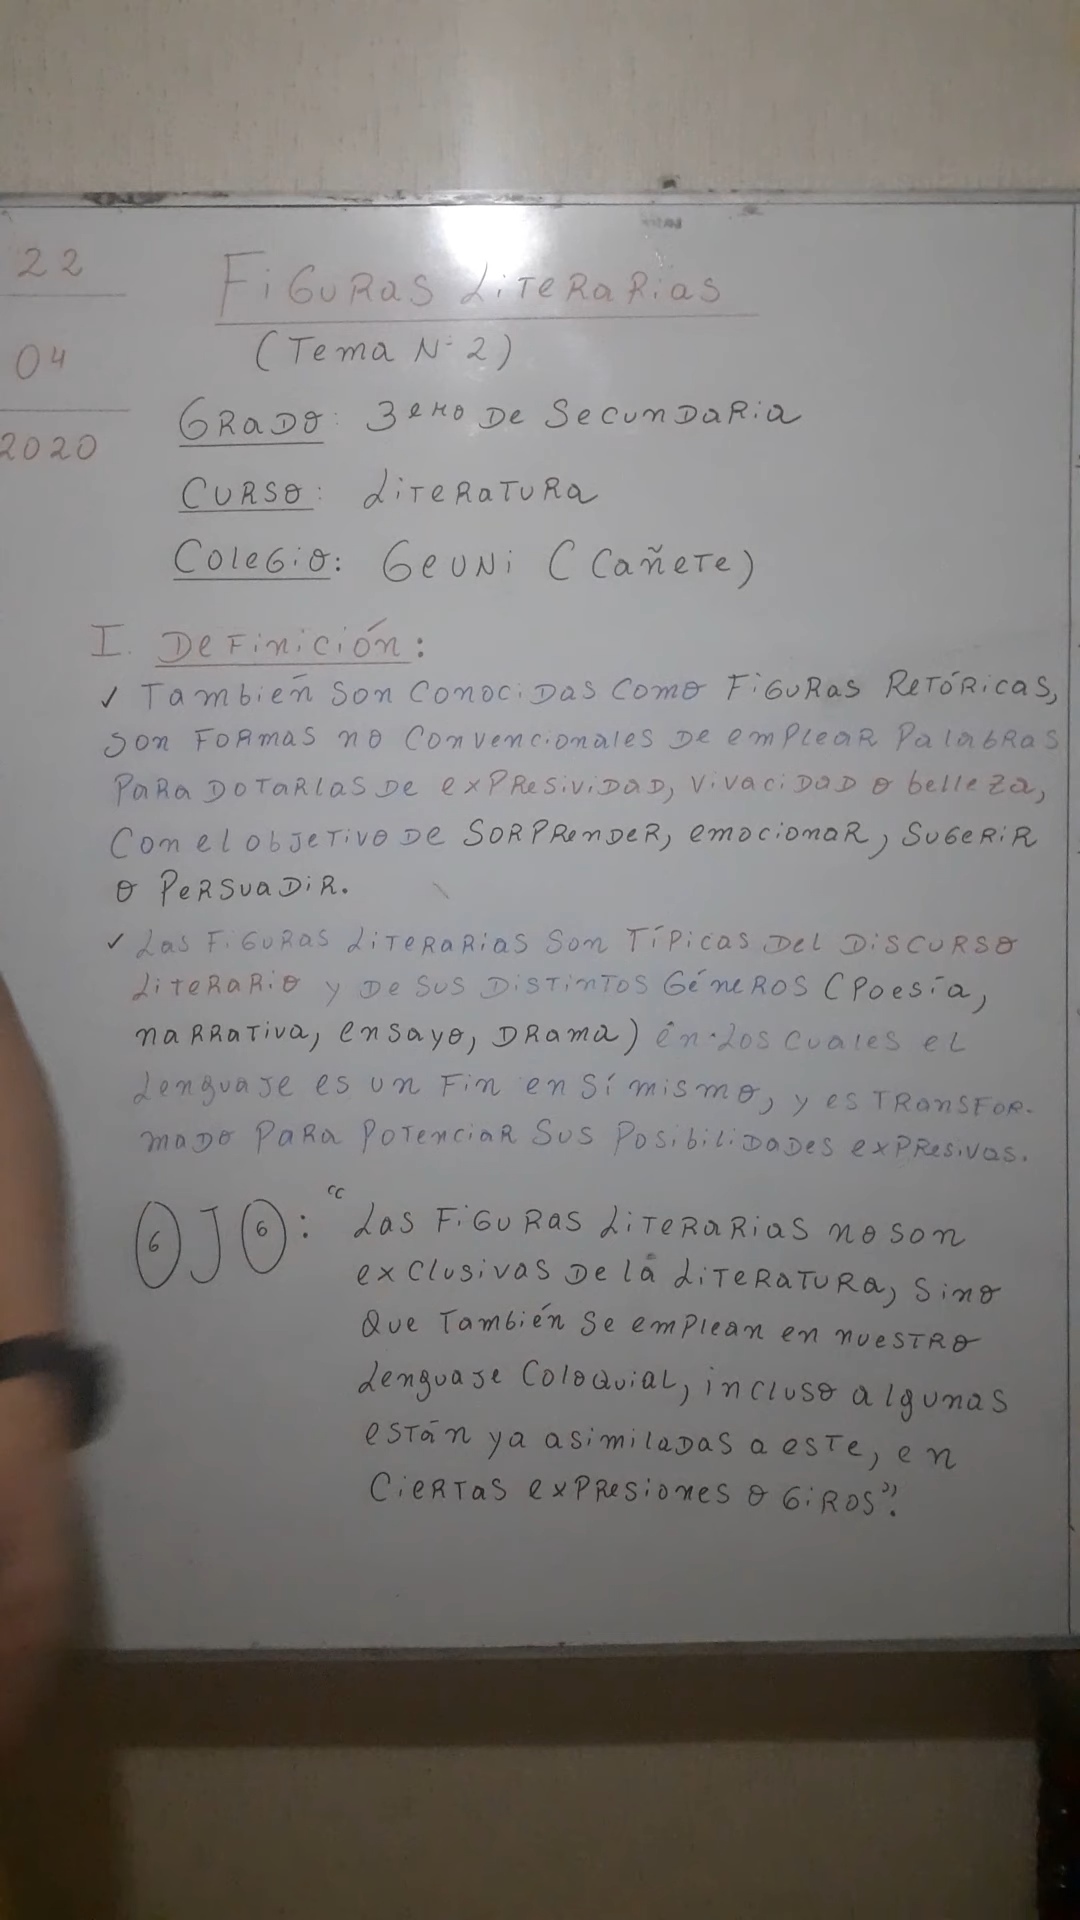 22
04
2020
Figuras Literarias
(Tema N° 2)
Grado: 3ero de Secundaria
Curso: Literatura
Colegio: Geuni (Cañete)
I. Definición:
✓ También son conocidas como Figuras Retóricas,
son formas no convencionales de emplear palabras
para dotarlas de expresividad, vivacidad o belleza,
con el objetivo de sorprender, emocionar, sugerir
o persuadir.
✓ Las Figuras Literarias son típicas del discurso
literario y de sus distintos géneros (poesía,
narrativa, ensayo, drama) en los cuales el
lenguaje es un fin en sí mismo, y es transfor-
mado para potenciar sus posibilidades expresivas.
OJO: "Las Figuras Literarias no son
exclusivas de la literatura, sino
que también se emplean en nuestro
lenguaje coloquial, incluso algunas
están ya asimiladas a este, en
ciertas expresiones o giros".